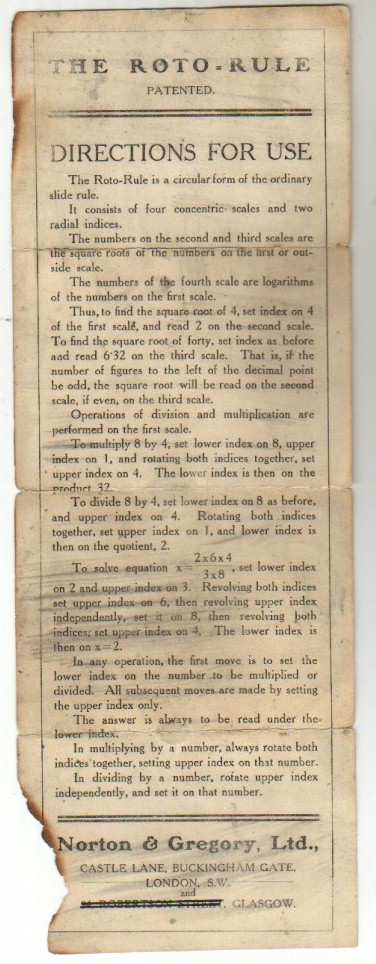 THE ROTO-RULE
PATENTED.
DIRECTIONS FOR USE
The Roto-Rule is a circular form of the ordinary
slide rule.
It consists of four concentric scales and two
radial indices.
The numbers on the second and third scales are
the square roots of the numbers on the first or out-
side scale.
The numbers of the fourth scale are logarithms
of the numbers on the first scale.
Thus, to find the square root of 4, set index on 4
of the first scale, and read 2 on the second scale.
To find the square root of forty, set index as before
and read 6·32 on the third scale. That is, if the
number of figures to the left of the decimal point
be odd, the square root will be read on the second
scale, if even, on the third scale.
Operations of division and multiplication are
performed on the first scale.
To multiply 8 by 4, set lower index on 8, upper
index on 1, and rotating both indices together, set
upper index on 4. The lower index is then on the
product 32.
To divide 8 by 4, set lower index on 8 as before,
and upper index on 4. Rotating both indices
together, set upper index on 1, and lower index is
then on the quotient, 2.
To solve equation x= 2x6x4 / 3x8 , set lower index
on 2 and upper index on 3. Revolving both indices
set upper index on 6, then revolving upper index
independently, set it on 8, then revolving both
indices, set upper index on 4. The lower index is
then on x=2.
In any operation, the first move is to set the
lower index on the number to be multiplied or
divided. All subsequent moves are made by setting
the upper index only.
The answer is always to be read under the
lower index.
In multiplying by a number, always rotate both
indices together, setting upper index on that number.
In dividing by a number, rotate upper index
independently, and set it on that number.
Norton & Gregory, Ltd.,
CASTLE LANE, BUCKINGHAM GATE,
LONDON, S.W.
and
ROBERTSON STREET, GLASGOW.